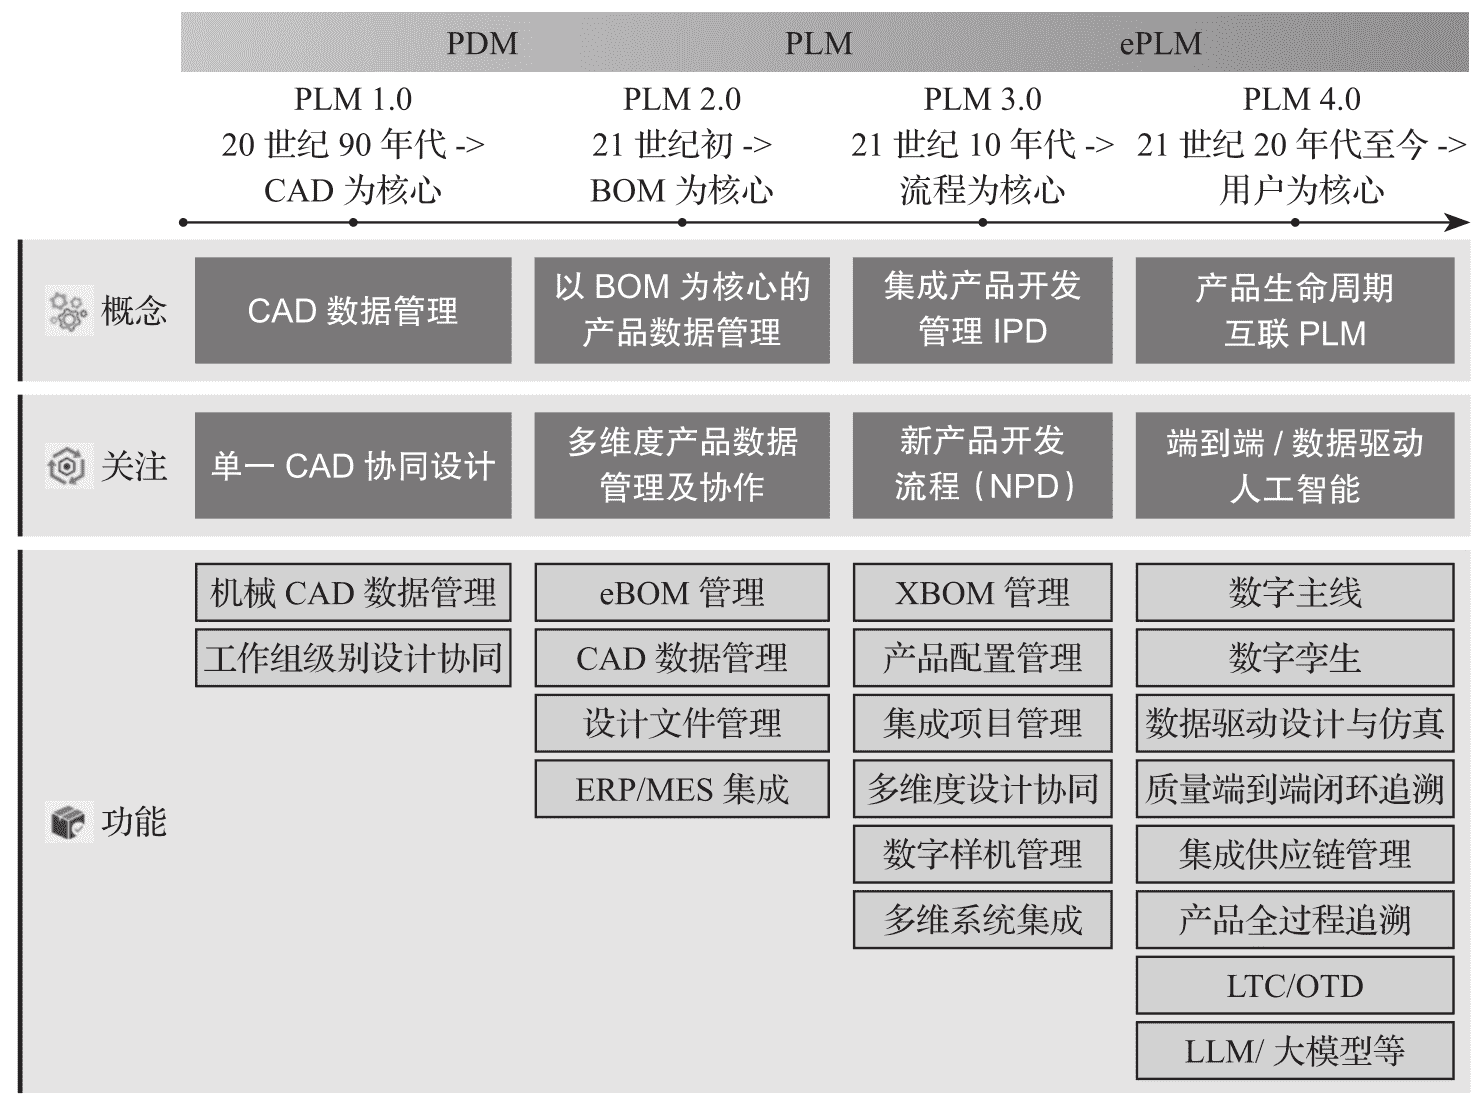 PDM PLM ePLM
PLM 1.0
20 世纪 90 年代 ->
CAD 为核心
PLM 2.0
21 世纪初 ->
BOM 为核心
PLM 3.0
21 世纪 10 年代 ->
流程为核心
PLM 4.0
21 世纪 20 年代至今 ->
用户为核心
概念
CAD 数据管理
以 BOM 为核心的
产品数据管理
集成产品开发
管理 IPD
产品生命周期
互联 PLM
关注
单一 CAD 协同设计
多维度产品数据
管理及协作
新产品开发
流程（NPD）
端到端 / 数据驱动
人工智能
功能
机械 CAD 数据管理
工作组级别设计协同
eBOM 管理
CAD 数据管理
设计文件管理
ERP/MES 集成
XBOM 管理
产品配置管理
集成项目管理
多维度设计协同
数字样机管理
多维系统集成
数字主线
数字孪生
数据驱动设计与仿真
质量端到端闭环追溯
集成供应链管理
产品全过程追溯
LTC/OTD
LLM/ 大模型等